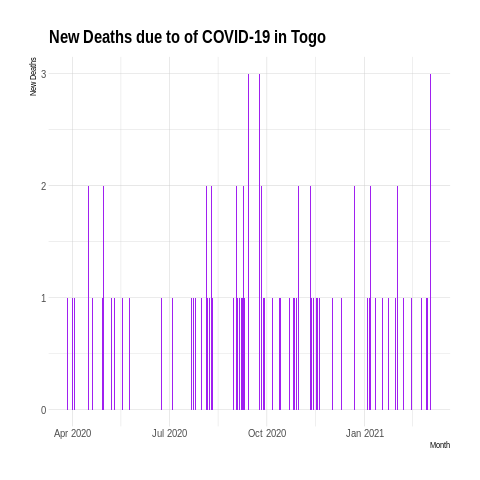 New Deaths due to of COVID-19 in Togo
New Deaths
3
2
1
0
Apr 2020 Jul 2020 Oct 2020 Jan 2021
Month